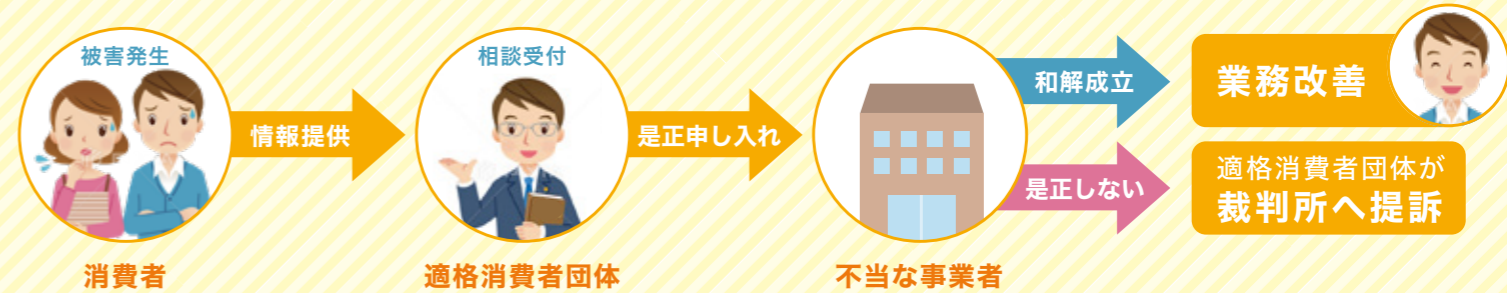 被害発生
消費者
情報提供
相談受付
適格消費者団体
是正申し入れ
不当な事業者
和解成立
業務改善
是正しない
適格消費者団体が
裁判所へ提訴